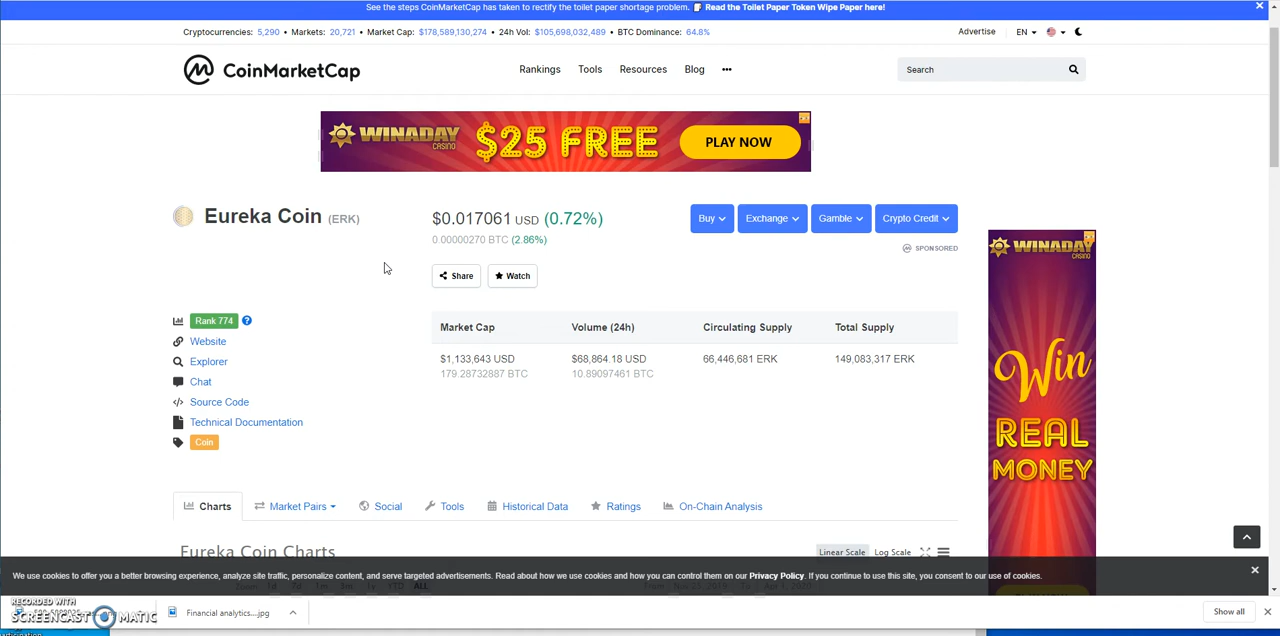 See the steps CoinMarketCap has taken to rectify the toilet paper shortage problem. Read the Toilet Paper Token Wipe Paper here!
Cryptocurrencies: 5,290 • Markets: 20,721 • Market Cap: $178,589,130,274 • 24h Vol: $105,698,032,489 • BTC Dominance: 64.8%
Advertise EN
CoinMarketCap
Rankings Tools Resources Blog •••
Search
WINADAY CASINO $25 FREE PLAY NOW
Eureka Coin (ERK)
$0.017061 USD (0.72%)
0.00000270 BTC (2.86%)
Buy Exchange Gamble Crypto Credit
SPONSORED
Share Watch
Rank 774
Website
Explorer
Chat
Source Code
Technical Documentation
Coin
Market Cap Volume (24h) Circulating Supply Total Supply
$1,133,643 USD $68,864.18 USD 66,446,681 ERK 149,083,317 ERK
179.28732887 BTC 10.89097461 BTC
WINADAY
CASINO
Win
REAL
MONEY
Charts Market Pairs Social Tools Historical Data Ratings On-Chain Analysis
Eureka Coin Charts
Linear Scale Log Scale
We use cookies to offer you a better browsing experience, analyze site traffic, personalize content, and serve targeted advertisements. Read about how we use cookies and how you can control them on our Privacy Policy. If you continue to use this site, you consent to our use of cookies.
RECORDED WITH
SCREENCAST MATIC
Financial analytics....jpg
Show all